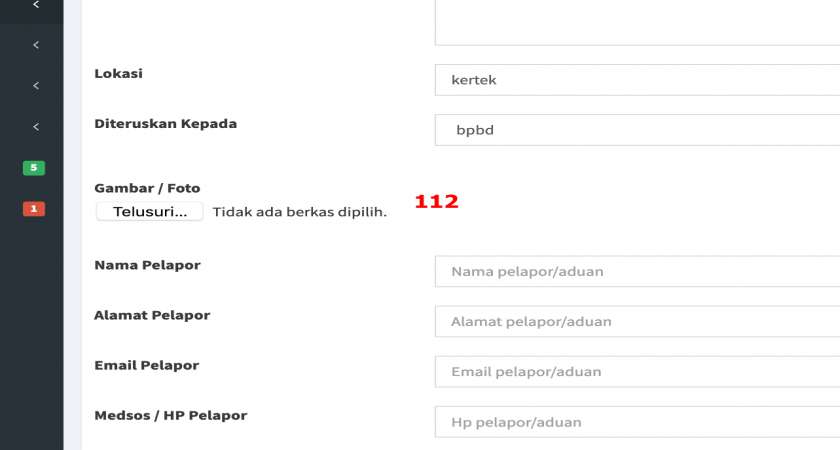 Lokasi
kertek
Diteruskan Kepada
bpbd
5
Gambar / Foto
112
Telusuri... Tidak ada berkas dipilih.
1
Nama Pelapor
Nama pelapor/aduan
Alamat Pelapor
Alamat pelapor/aduan
Email Pelapor
Email pelapor/aduan
Medsos / HP Pelapor
Hp pelapor/aduan